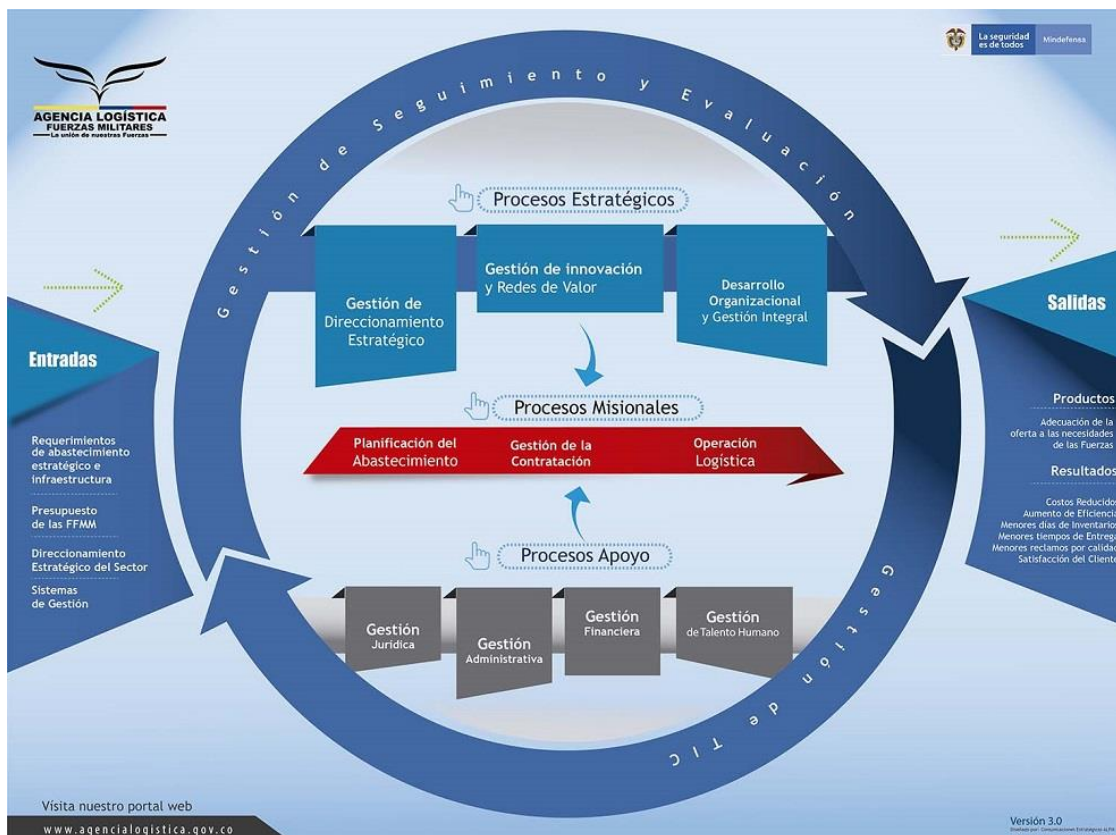 AGENCIA LOGÍSTICA
FUERZAS MILITARES
La unión de nuestras Fuerzas
La seguridad
es de todos
Mindefensa
Gestión de Seguimiento y Evaluación
Procesos Estratégicos
Gestión de
Direccionamiento
Estratégico
Gestión de innovación
y Redes de Valor
Desarrollo
Organizacional
y Gestión Integral
Entradas
Requerimientos
de abastecimiento
estratégico e
infraestructura
Presupuesto
de las FFMM
Direccionamiento
Estratégico del Sector
Sistemas
de Gestión
Procesos Misionales
Planificación del
Abastecimiento
Gestión de la
Contratación
Operación
Logística
Procesos Apoyo
Gestión
Jurídica
Gestión
Administrativa
Gestión
Financiera
Gestión
de Talento Humano
Gestión de TIC
Salidas
Productos
Adecuación de la
oferta a las necesidades
de las Fuerzas
Resultados
Costos Reducidos
Aumento de Eficiencia
Menores días de Inventarios
Menores tiempos de Entrega
Menores reclamos por calidad
Satisfacción del Cliente
Vísita nuestro portal web
www.agencialogistica.gov.co
Versión 3.0